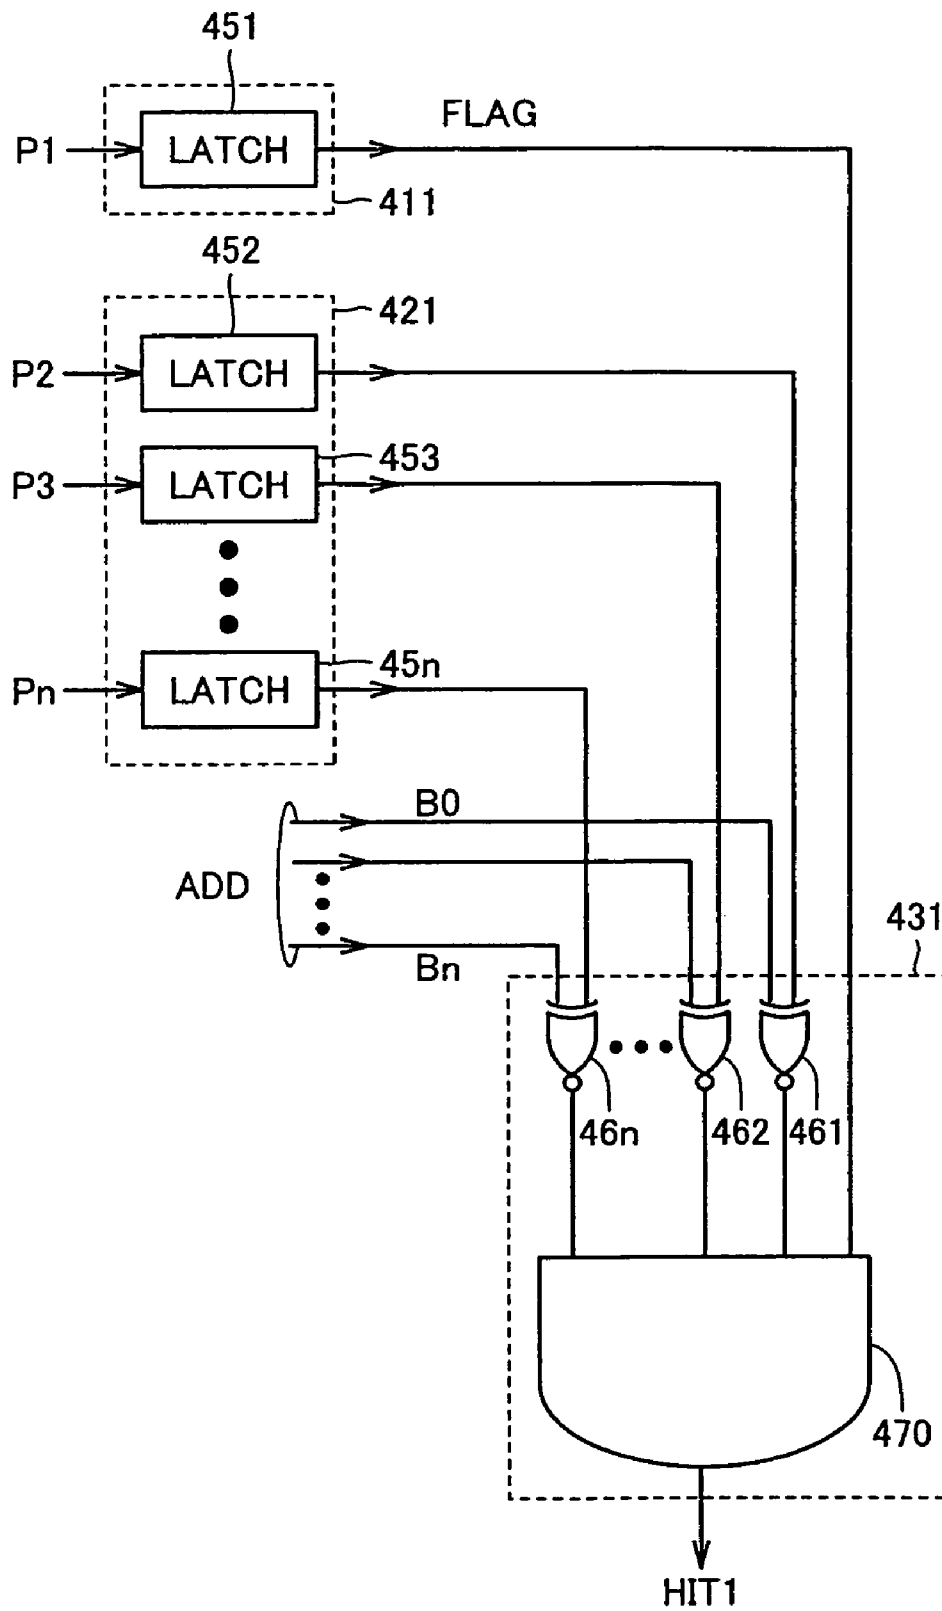 451
FLAG
P1
LATCH
411
452
421
P2
LATCH
453
P3
LATCH
45n
Pn
LATCH
B0
ADD
Bn
431
46n
462
461
470
HIT1